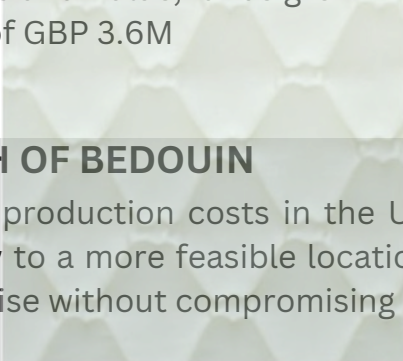 of GBP 3.6M
H OF BEDOUIN
production costs in the U
to a more feasible locatio
ise without compromising